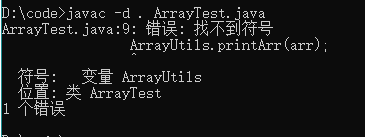 D:\code>javac -d . ArrayTest.java
ArrayTest.java:9: 错误: 找不到符号
ArrayUtils.printArr(arr);
^
符号:   变量 ArrayUtils
位置: 类 ArrayTest
1 个错误